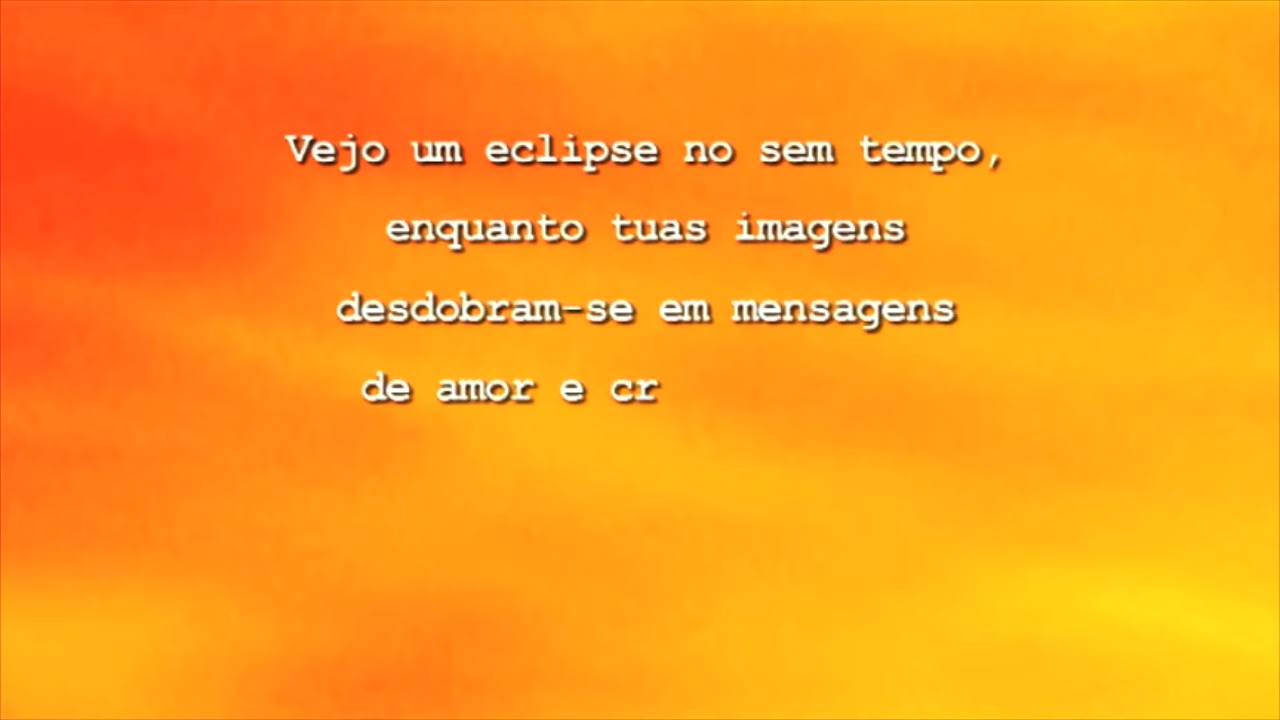 Vejo um eclipse no sem tempo,
enquanto tuas imagens
desdobram-se em mensagens
de amor e cr